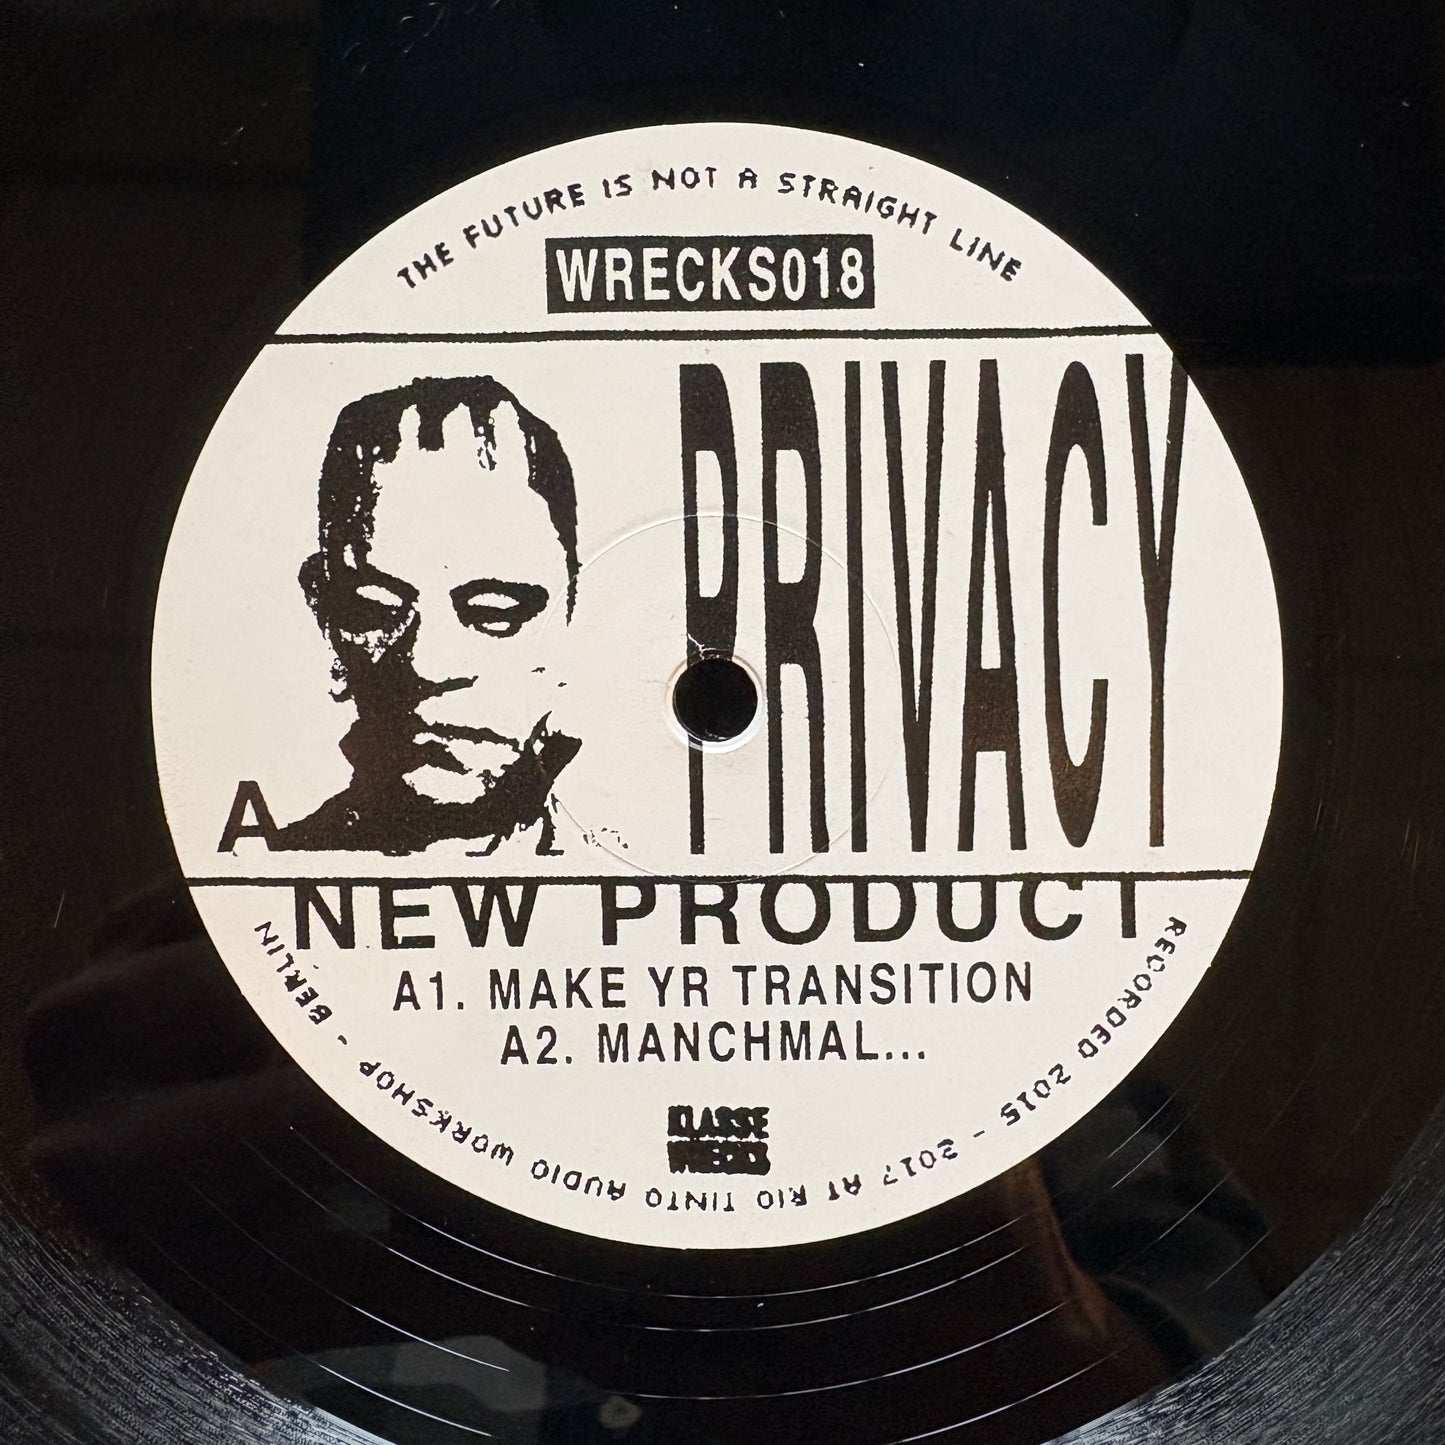 THE FUTURE IS NOT A STRAIGHT LINE
WRECKS018
PRIVACY
A
NEW PRODUCT
A1. MAKE YR TRANSITION
A2. MANCHMAL...
KLASSE
WRECKS
RECORDED 2015 - 2017 AT RIO TINTO AUDIO WORKSHOP - BERLIN